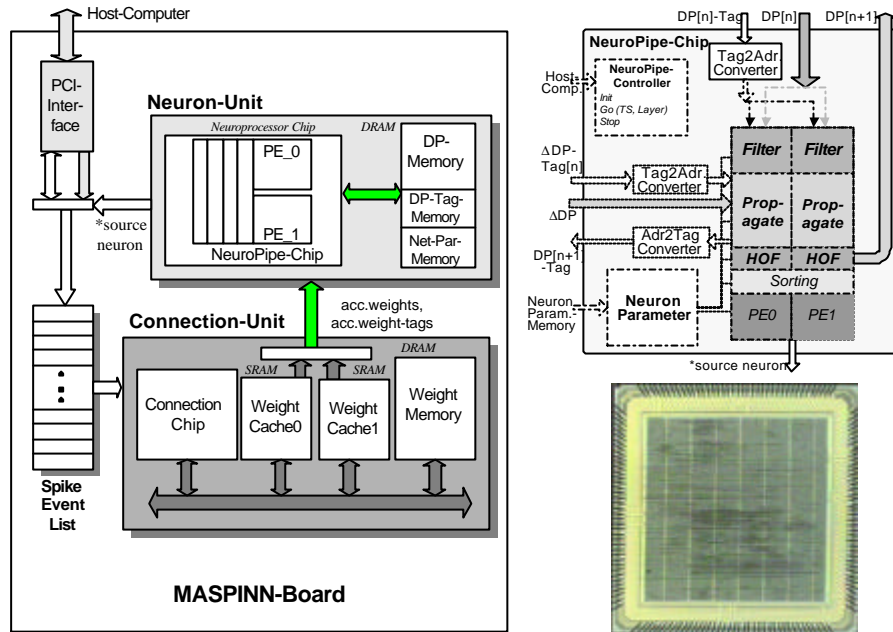 Host-Computer
PCI-
Inter-
face
Neuron-Unit
Neuroprocessor Chip
DRAM
PE_0
PE_1
NeuroPipe-Chip
DP-
Memory
DP-Tag-
Memory
Net-Par-
Memory
*source
neuron
acc.weights,
acc.weight-tags
Connection-Unit
DRAM
SRAM
SRAM
Connection
Chip
Weight
Cache0
Weight
Cache1
Weight
Memory
Spike
Event
List
MASPINN-Board
DP[n]-Tag
DP[n]
DP[n+1]
NeuroPipe-Chip
Tag2Adr.
Converter
Host-
Comp.
NeuroPipe-
Controller
Init
Go (TS, Layer)
Stop
Filter
Filter
ΔDP-
Tag[n]
Tag2Adr.
Converter
Prop-
agate
Prop-
agate
ΔDP
Adr2Tag
Converter
DP[n+1]
-Tag
HOF
HOF
Sorting
Neuron
Param.
Memory
Neuron
Parameter
PE0
PE1
*source neuron